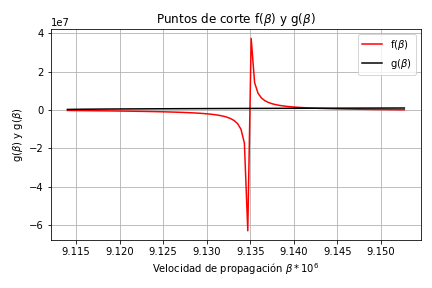 Puntos de corte f(β) y g(β)
1e7
f(β)
g(β)
g(β) y g(β)
4
2
0
−2
−4
−6
9.115 9.120 9.125 9.130 9.135 9.140 9.145 9.150
Velocidad de propagación β * 10⁶